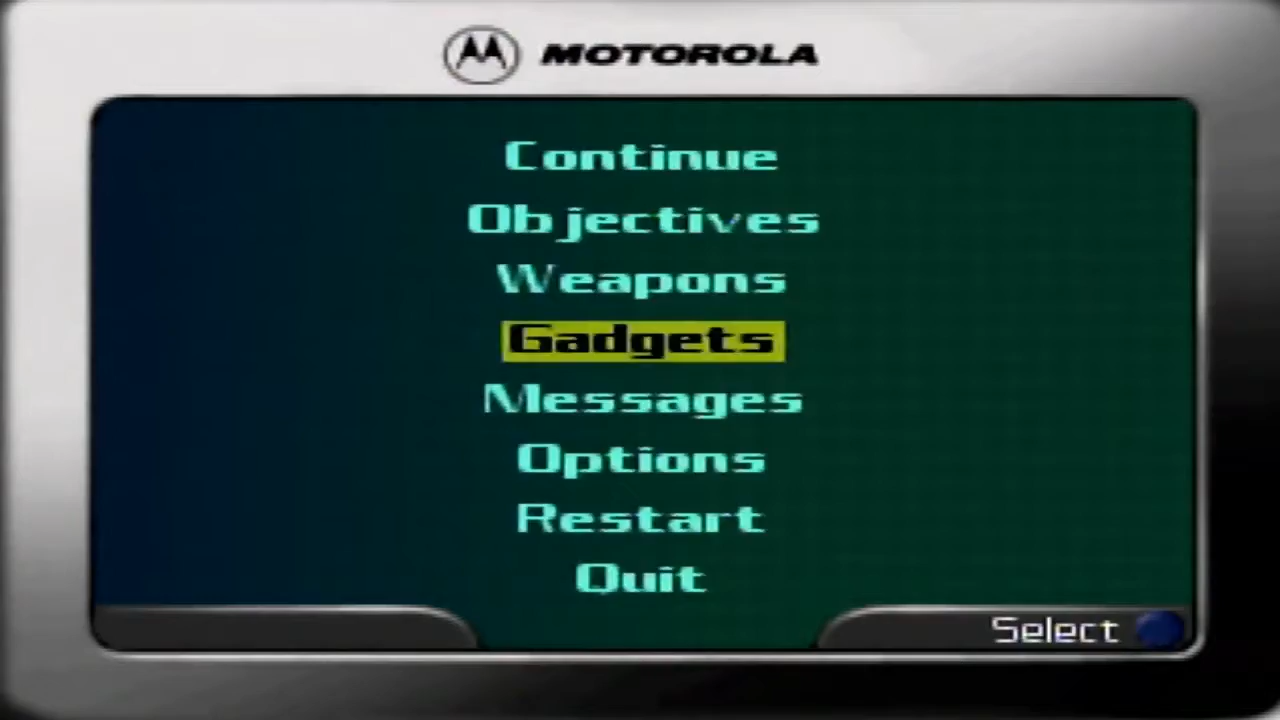 MOTOROLA
Continue
Objectives
Weapons
Gadgets
Messages
Options
Restart
Quit
Select